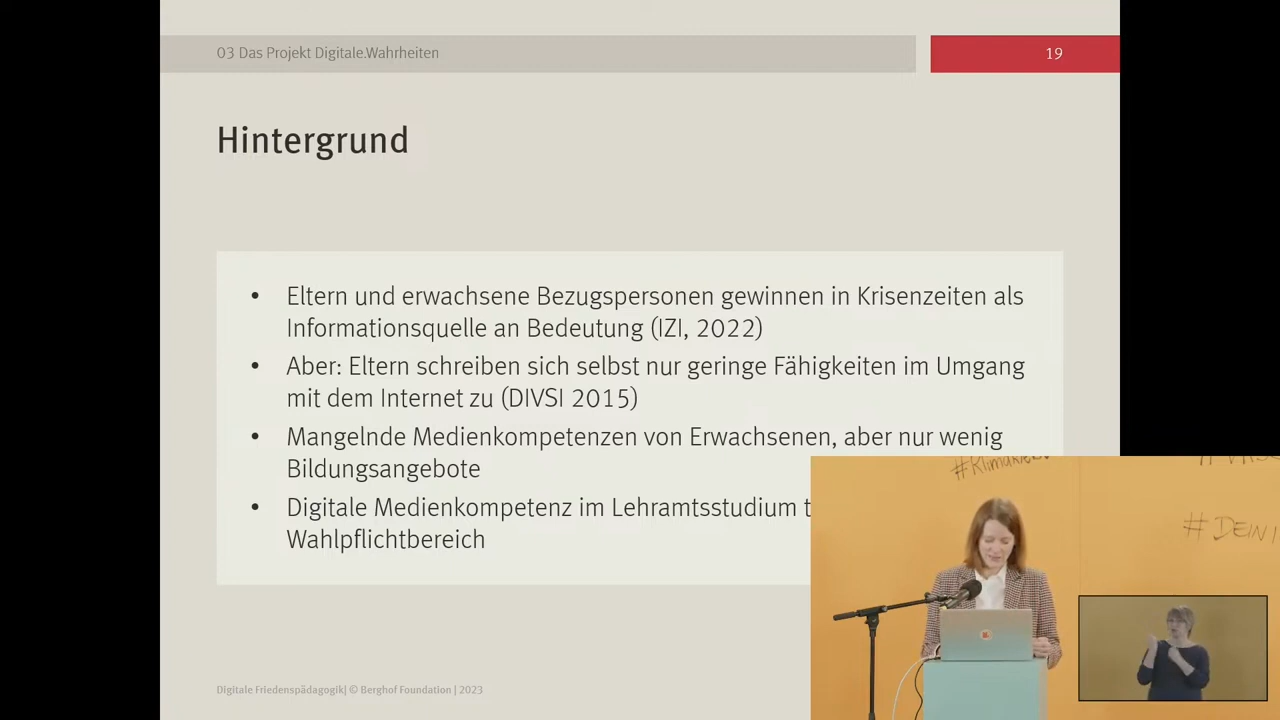 03 Das Projekt Digitale.Wahrheiten
19
Hintergrund
• Eltern und erwachsene Bezugspersonen gewinnen in Krisenzeiten als
Informationsquelle an Bedeutung (IZI, 2022)
• Aber: Eltern schreiben sich selbst nur geringe Fähigkeiten im Umgang
mit dem Internet zu (DIVSI 2015)
• Mangelnde Medienkompetenzen von Erwachsenen, aber nur wenig
Bildungsangebote
• Digitale Medienkompetenz im Lehramtsstudium
Wahlpflichtbereich
# DEIN
Digitale Friedenspädagogik| © Berghof Foundation | 2023